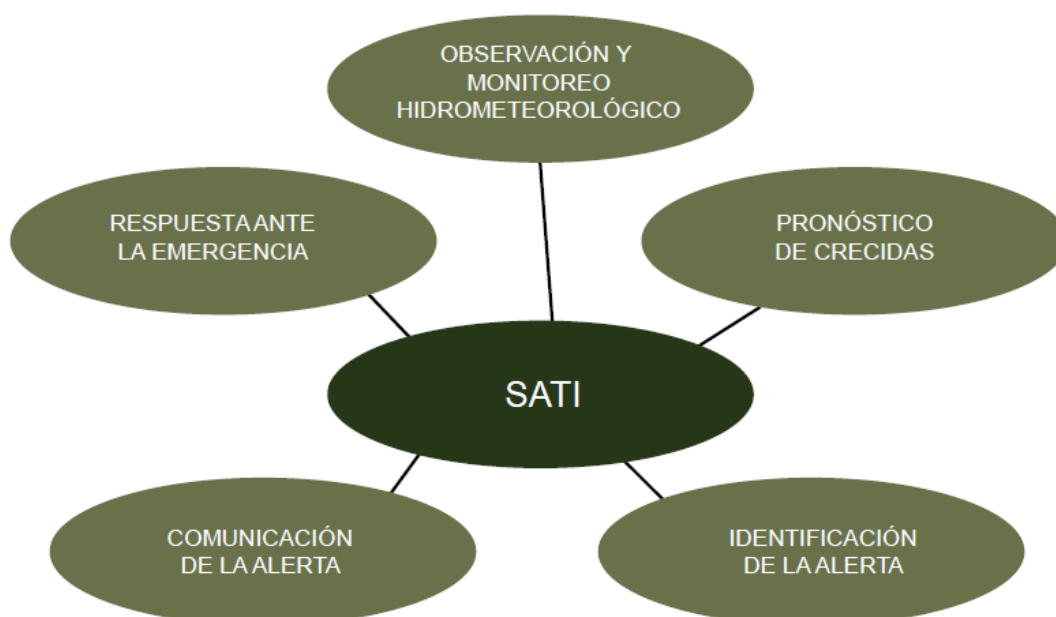 OBSERVACIÓN Y
MONITOREO
HIDROMETEOROLÓGICO
RESPUESTA ANTE
LA EMERGENCIA
PRONÓSTICO
DE CRECIDAS
SATI
COMUNICACIÓN
DE LA ALERTA
IDENTIFICACIÓN
DE LA ALERTA